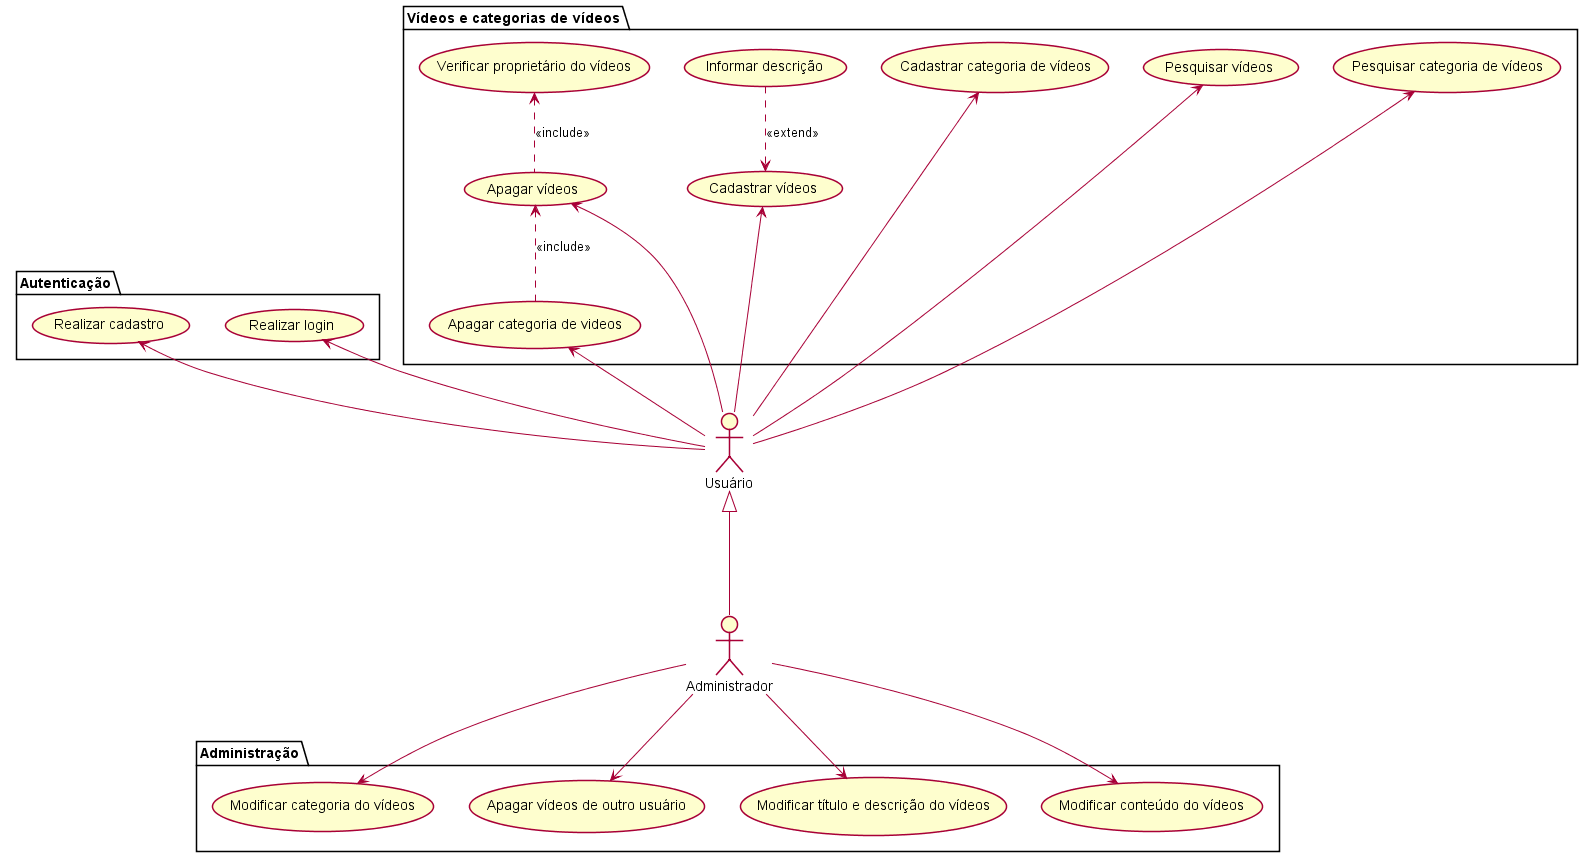 Vídeos e categorias de vídeos
Verificar proprietário do vídeos
Informar descrição
Cadastrar categoria de vídeos
Pesquisar vídeos
Pesquisar categoria de vídeos
«include»
«extend»
Apagar vídeos
Cadastrar vídeos
«include»
Autenticação
Realizar cadastro
Realizar login
Apagar categoria de videos
Usuário
Administrador
Administração
Modificar categoria do vídeos
Apagar vídeos de outro usuário
Modificar título e descrição do vídeos
Modificar conteúdo do vídeos